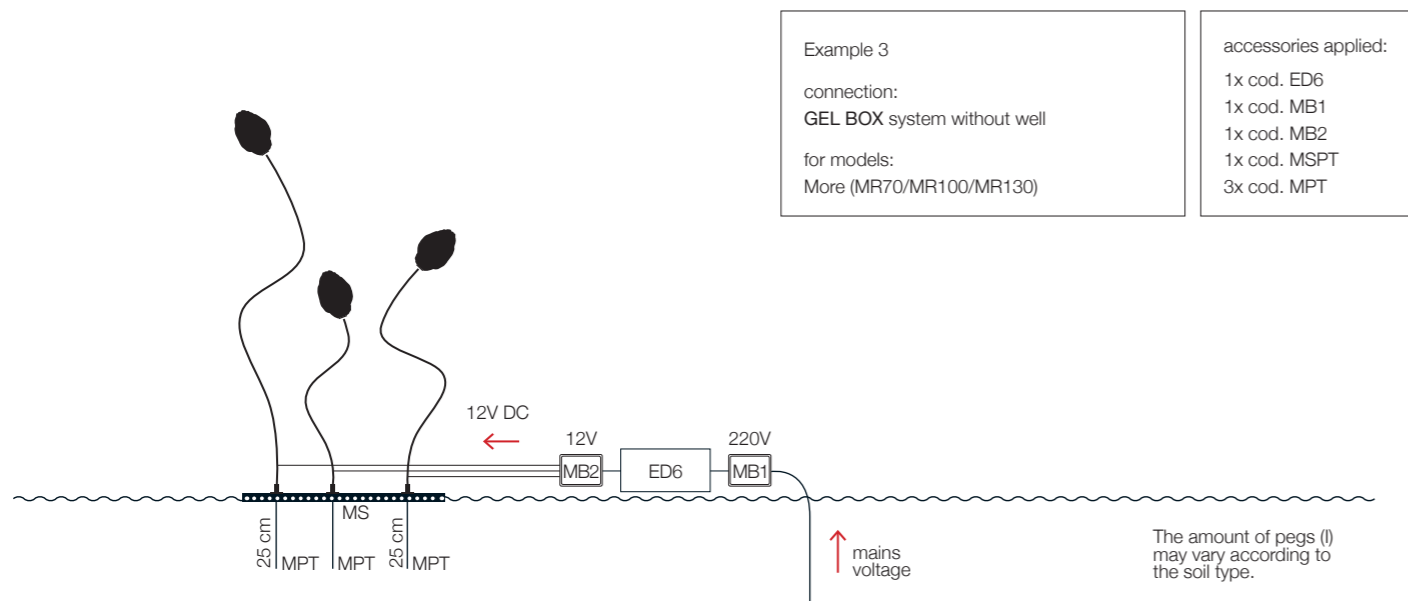 Example 3
connection:
GEL BOX system without well
for models:
More (MR70/MR100/MR130)
accessories applied:
1x cod. ED6
1x cod. MB1
1x cod. MB2
1x cod. MSPT
3x cod. MPT
12V DC
12V
220V
MB2
ED6
MB1
MS
25 cm
MPT
MPT
25 cm
MPT
mains
voltage
The amount of pegs (I)
may vary according to
the soil type.